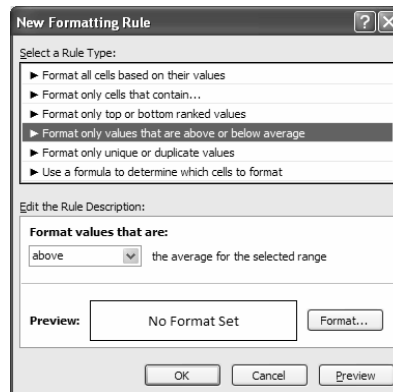 New Formatting Rule
Select a Rule Type:
► Format all cells based on their values
► Format only cells that contain...
► Format only top or bottom ranked values
► Format only values that are above or below average
► Format only unique or duplicate values
► Use a formula to determine which cells to format
Edit the Rule Description:
Format values that are:
above the average for the selected range
Preview: No Format Set Format...
OK Cancel Preview